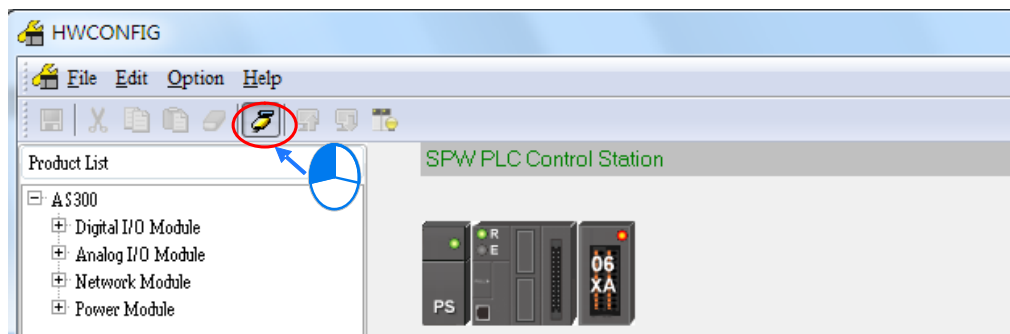 HWCONFIG
File Edit Option Help
Product List
SPW PLC Control Station
AS300
Digital I/O Module
Analog I/O Module
Network Module
Power Module
R
E
06
XA
PS